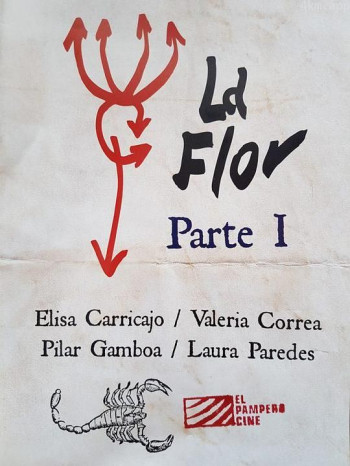 La
Flor
Parte I
Elisa Carricajo / Valeria Correa
Pilar Gamboa / Laura Paredes
EL
PAMPERO
CINE